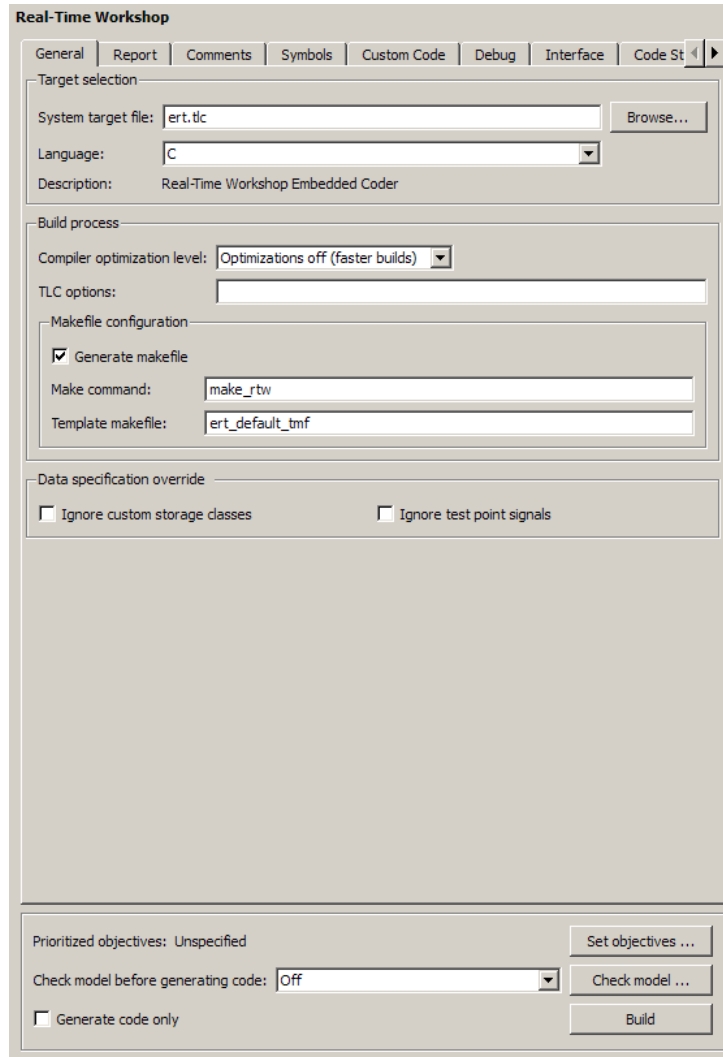 Real-Time Workshop
General Report Comments Symbols Custom Code Debug Interface Code St
Target selection
System target file: ert.tlc Browse...
Language: C
Description: Real-Time Workshop Embedded Coder
Build process
Compiler optimization level: Optimizations off (faster builds)
TLC options:
Makefile configuration
Generate makefile
Make command: make_rtw
Template makefile: ert_default_tmf
Data specification override
Ignore custom storage classes Ignore test point signals
Prioritized objectives: Unspecified Set objectives ...
Check model before generating code: Off Check model ...
Generate code only Build